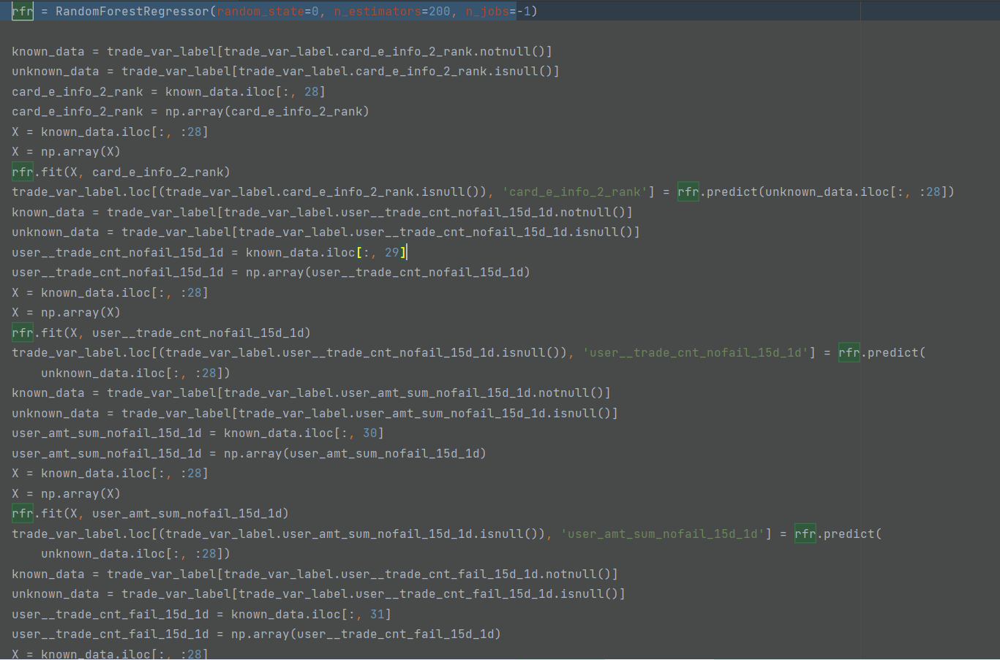 rfr = RandomForestRegressor(random_state=0, n_estimators=200, n_jobs=-1)
known_data = trade_var_label[trade_var_label.card_e_info_2_rank.notnull()]
unknown_data = trade_var_label[trade_var_label.card_e_info_2_rank.isnull()]
card_e_info_2_rank = known_data.iloc[:, 28]
card_e_info_2_rank = np.array(card_e_info_2_rank)
X = known_data.iloc[:, :28]
X = np.array(X)
rfr.fit(X, card_e_info_2_rank)
trade_var_label.loc[(trade_var_label.card_e_info_2_rank.isnull()), 'card_e_info_2_rank'] = rfr.predict(unknown_data.iloc[:, :28])
known_data = trade_var_label[trade_var_label.user__trade_cnt_nofail_15d_1d.notnull()]
unknown_data = trade_var_label[trade_var_label.user__trade_cnt_nofail_15d_1d.isnull()]
user__trade_cnt_nofail_15d_1d = known_data.iloc[:, 29]
user__trade_cnt_nofail_15d_1d = np.array(user__trade_cnt_nofail_15d_1d)
X = known_data.iloc[:, :28]
X = np.array(X)
rfr.fit(X, user__trade_cnt_nofail_15d_1d)
trade_var_label.loc[(trade_var_label.user__trade_cnt_nofail_15d_1d.isnull()), 'user__trade_cnt_nofail_15d_1d'] = rfr.predict(
    unknown_data.iloc[:, :28])
known_data = trade_var_label[trade_var_label.user_amt_sum_nofail_15d_1d.notnull()]
unknown_data = trade_var_label[trade_var_label.user_amt_sum_nofail_15d_1d.isnull()]
user_amt_sum_nofail_15d_1d = known_data.iloc[:, 30]
user_amt_sum_nofail_15d_1d = np.array(user_amt_sum_nofail_15d_1d)
X = known_data.iloc[:, :28]
X = np.array(X)
rfr.fit(X, user_amt_sum_nofail_15d_1d)
trade_var_label.loc[(trade_var_label.user_amt_sum_nofail_15d_1d.isnull()), 'user_amt_sum_nofail_15d_1d'] = rfr.predict(
    unknown_data.iloc[:, :28])
known_data = trade_var_label[trade_var_label.user__trade_cnt_fail_15d_1d.notnull()]
unknown_data = trade_var_label[trade_var_label.user__trade_cnt_fail_15d_1d.isnull()]
user__trade_cnt_fail_15d_1d = known_data.iloc[:, 31]
user__trade_cnt_fail_15d_1d = np.array(user__trade_cnt_fail_15d_1d)
X = known_data.iloc[:, :28]